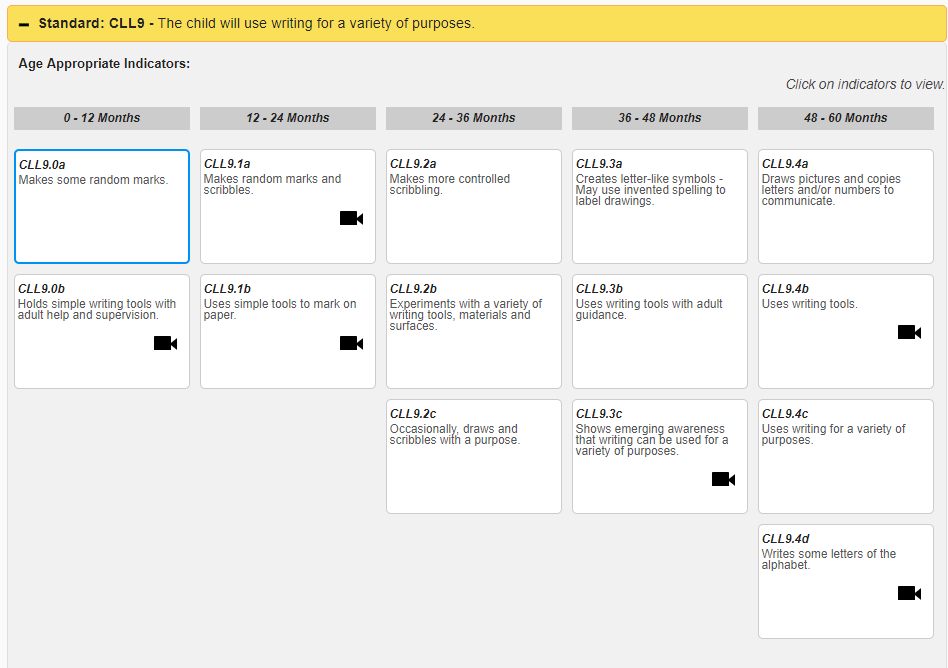 Standard: CLL9 - The child will use writing for a variety of purposes.
Age Appropriate Indicators:
Click on indicators to view.
0 - 12 Months
12 - 24 Months
24 - 36 Months
36 - 48 Months
48 - 60 Months
CLL9.0a
Makes some random marks.
CLL9.1a
Makes random marks and
scribbles.
CLL9.2a
Makes more controlled
scribbling.
CLL9.3a
Creates letter-like symbols -
May use invented spelling to
label drawings.
CLL9.4a
Draws pictures and copies
letters and/or numbers to
communicate.
CLL9.0b
Holds simple writing tools with
adult help and supervision.
CLL9.1b
Uses simple tools to mark on
paper.
CLL9.2b
Experiments with a variety of
writing tools, materials and
surfaces.
CLL9.3b
Uses writing tools with adult
guidance.
CLL9.4b
Uses writing tools.
CLL9.2c
Occasionally, draws and
scribbles with a purpose.
CLL9.3c
Shows emerging awareness
that writing can be used for a
variety of purposes.
CLL9.4c
Uses writing for a variety of
purposes.
CLL9.4d
Writes some letters of the
alphabet.